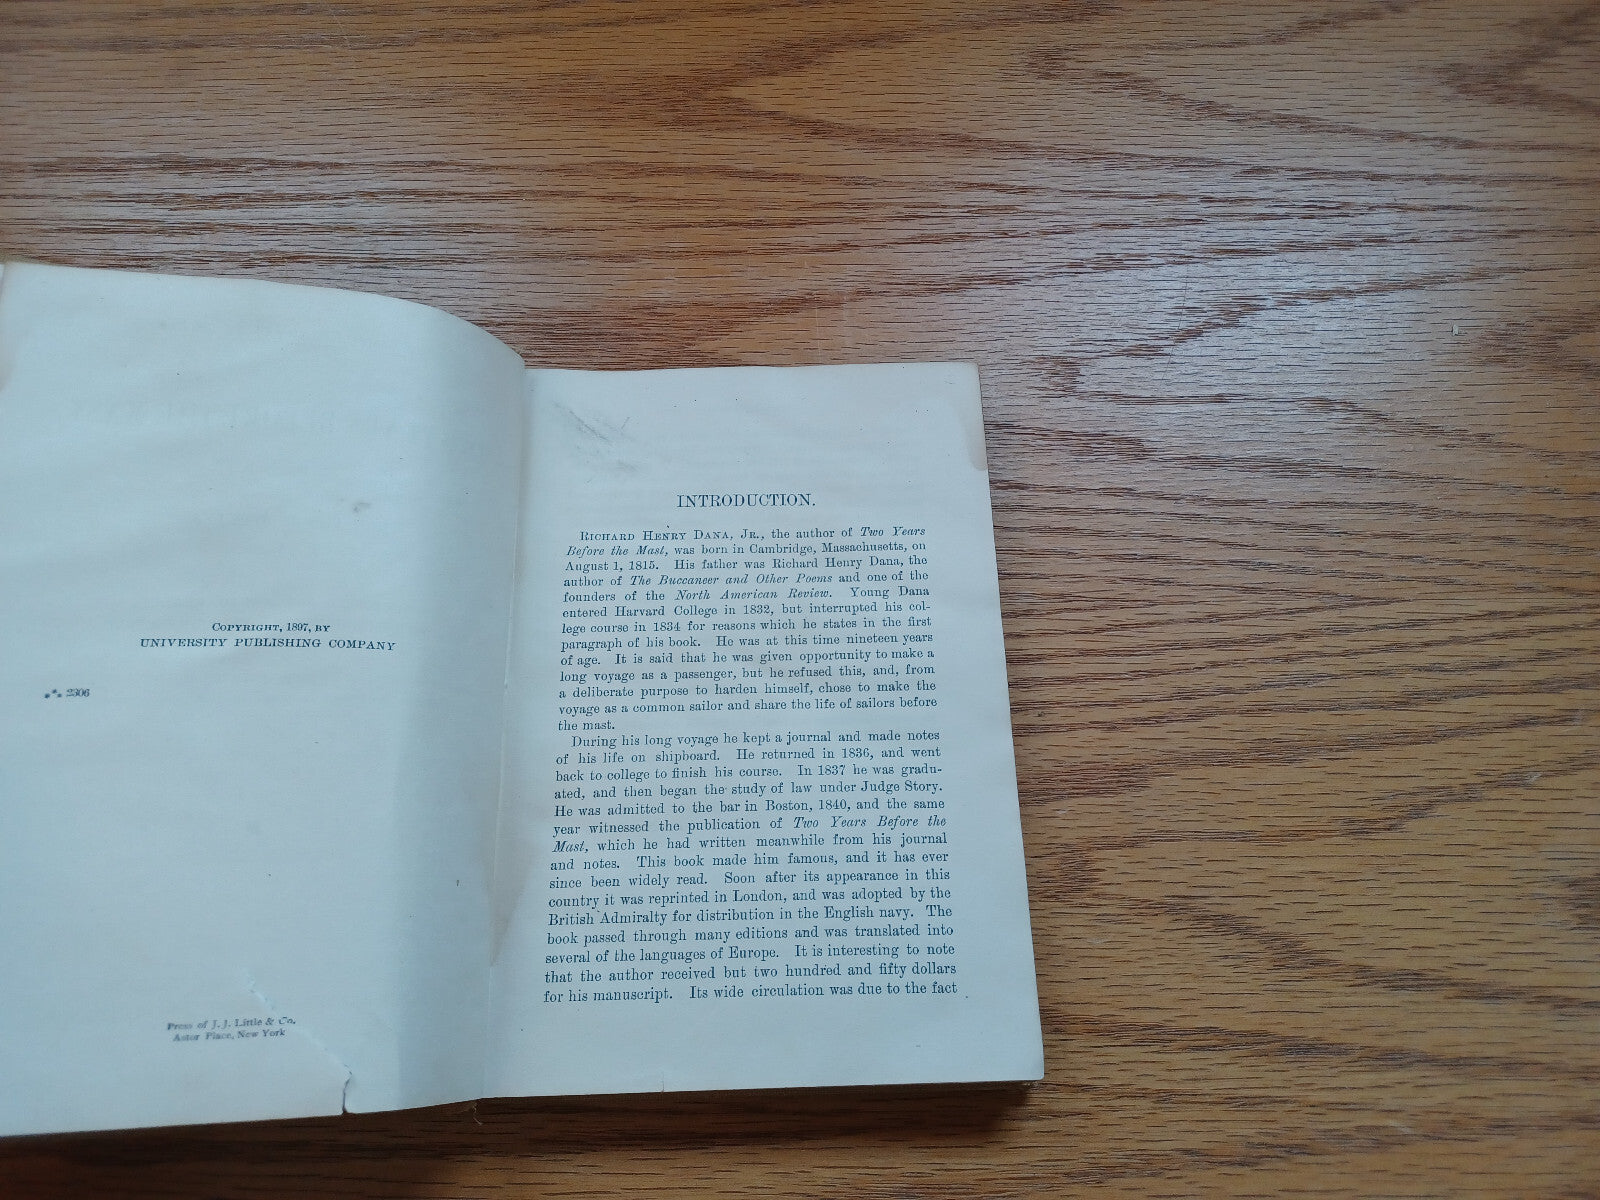 COPYRIGHT, 1897, BY
UNIVERSITY PUBLISHING COMPANY
⁂ 2306
Press of J. J. Little & Co.
Astor Place, New York
INTRODUCTION.
RICHARD HENRY DANA, JR., the author of Two Years
Before the Mast, was born in Cambridge, Massachusetts, on
August 1, 1815. His father was Richard Henry Dana, the
author of The Buccaneer and Other Poems and one of the
founders of the North American Review. Young Dana
entered Harvard College in 1832, but interrupted his col-
lege course in 1834 for reasons which he states in the first
paragraph of his book. He was at this time nineteen years
of age. It is said that he was given opportunity to make a
long voyage as a passenger, but he refused this, and, from
a deliberate purpose to harden himself, chose to make the
voyage as a common sailor and share the life of sailors before
the mast.
During his long voyage he kept a journal and made notes
of his life on shipboard. He returned in 1836, and went
back to college to finish his course. In 1837 he was gradu-
ated, and then began the study of law under Judge Story.
He was admitted to the bar in Boston, 1840, and the same
year witnessed the publication of Two Years Before the
Mast, which he had written meanwhile from his journal
and notes. This book made him famous, and it has ever
since been widely read. Soon after its appearance in this
country it was reprinted in London, and was adopted by the
British Admiralty for distribution in the English navy. The
book passed through many editions and was translated into
several of the languages of Europe. It is interesting to note
that the author received but two hundred and fifty dollars
for his manuscript. Its wide circulation was due to the fact